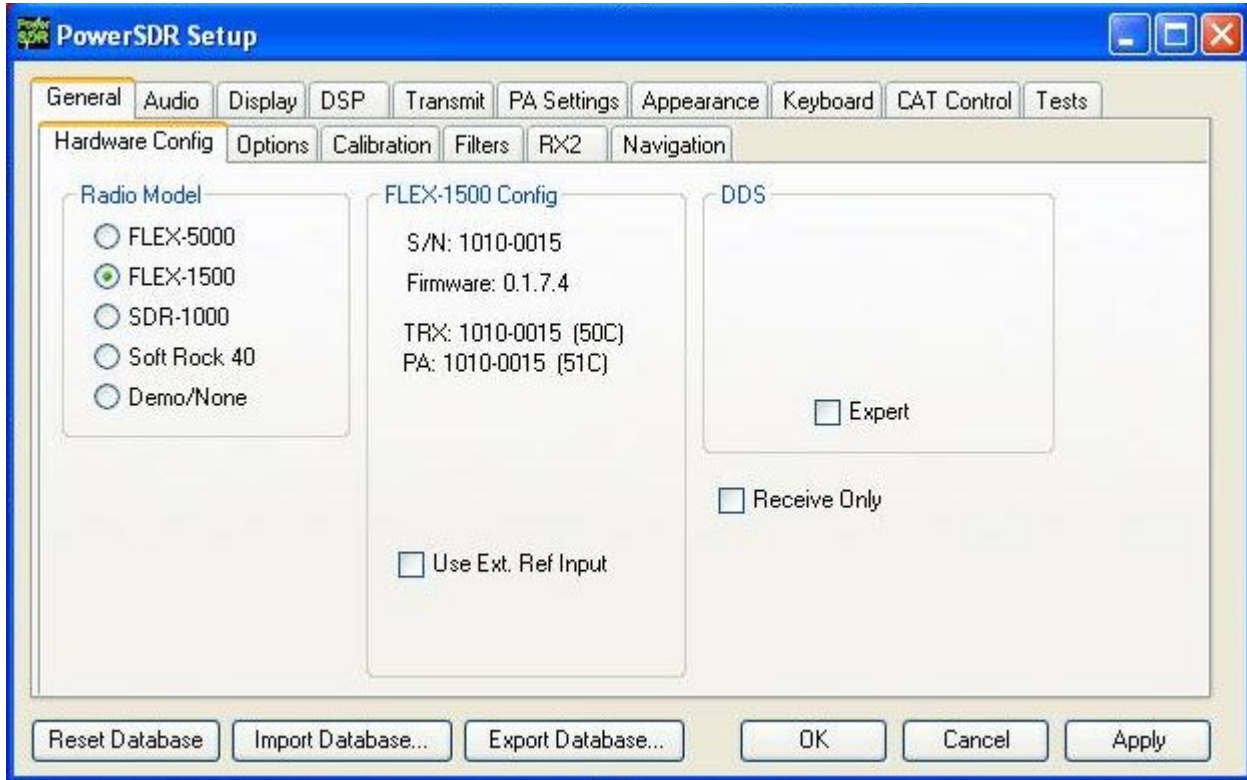 PowerSDR Setup
General Audio Display DSP Transmit PA Settings Appearance Keyboard CAT Control Tests
Hardware Config Options Calibration Filters RX2 Navigation
Radio Model
FLEX-5000
FLEX-1500
SDR-1000
Soft Rock 40
Demo/None
FLEX-1500 Config
S/N: 1010-0015
Firmware: 0.1.7.4
TRX: 1010-0015 (50C)
PA: 1010-0015 (51C)
Use Ext. Ref Input
DDS
Expert
Receive Only
Reset Database Import Database... Export Database... OK Cancel Apply